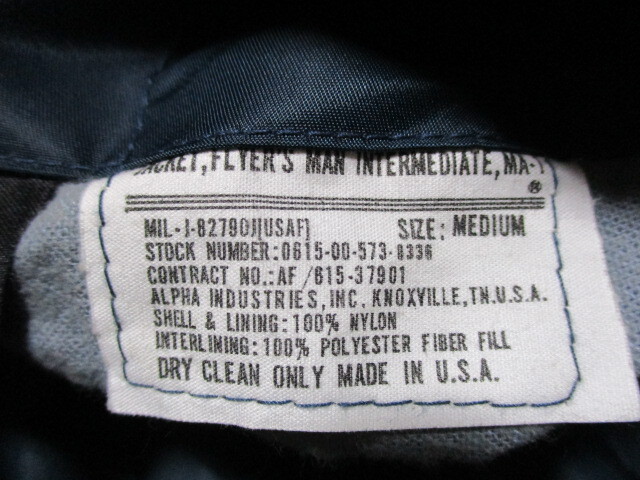 JACKET,FLYER'S MAN INTERMEDIATE,MA-1
®
MIL-J-8279OJ[USAF] SIZE: MEDIUM
STOCK NUMBER:0615-00-573-8336
CONTRACT NO.:AF/615-37901
ALPHA INDUSTRIES, INC. KNOXVILLE,TN.U.S.A.
SHELL & LINING:100% NYLON
INTERLINING:100% POLYESTER FIBER FILL
DRY CLEAN ONLY MADE IN U.S.A.